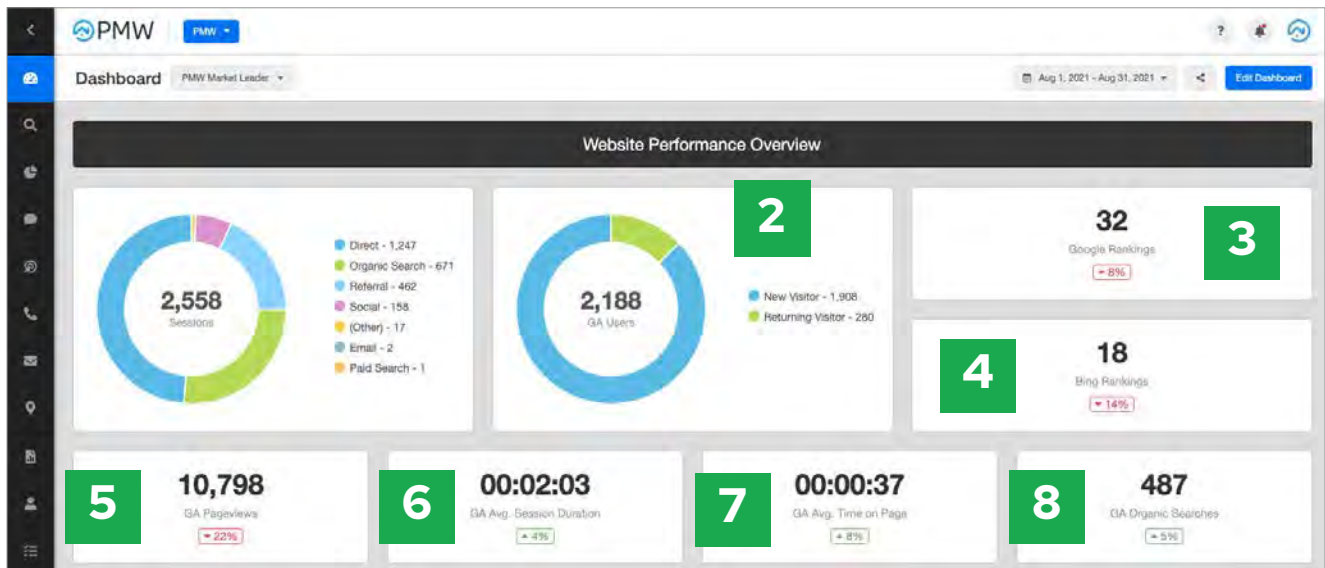 PMW PMW
Dashboard PMW Market Leader Aug 1, 2021 - Aug 31, 2021 Edit Dashboard
Website Performance Overview
2,558
Sessions
Direct - 1,247
Organic Search - 671
Referral - 462
Social - 158
(Other) - 17
Email - 2
Paid Search - 1
2
2,188
GA Users
New Visitor - 1,908
Returning Visitor - 280
3
32
Google Rankings
8%
4
18
Bing Rankings
14%
5
10,798
GA Pageviews
22%
6
00:02:03
GA Avg. Session Duration
4%
7
00:00:37
GA Avg. Time on Page
8%
8
487
GA Organic Searches
5%